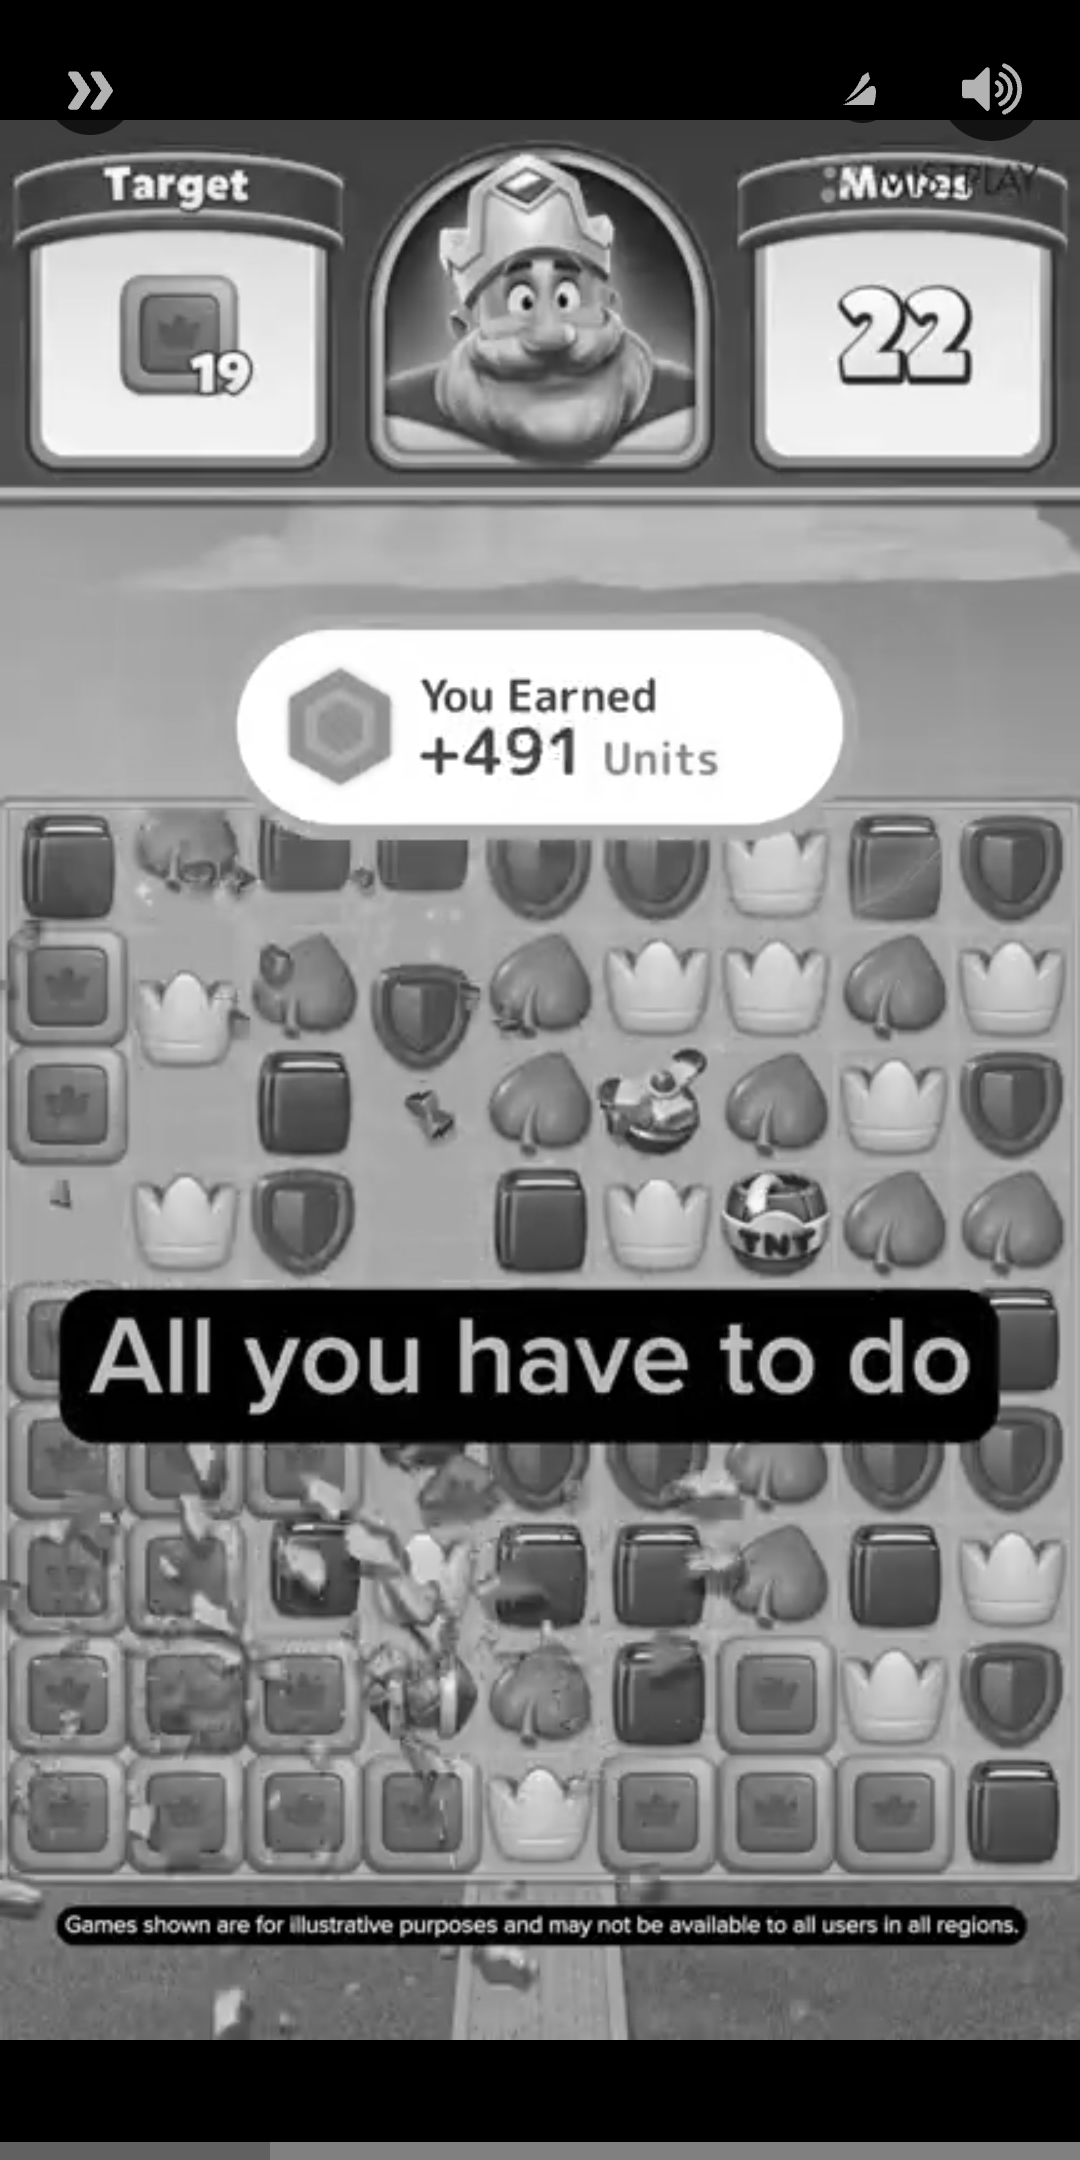 Target
Moves
19
22
You Earned
+491 Units
TNT
All you have to do
Games shown are for illustrative purposes and may not be available to all users in all regions.